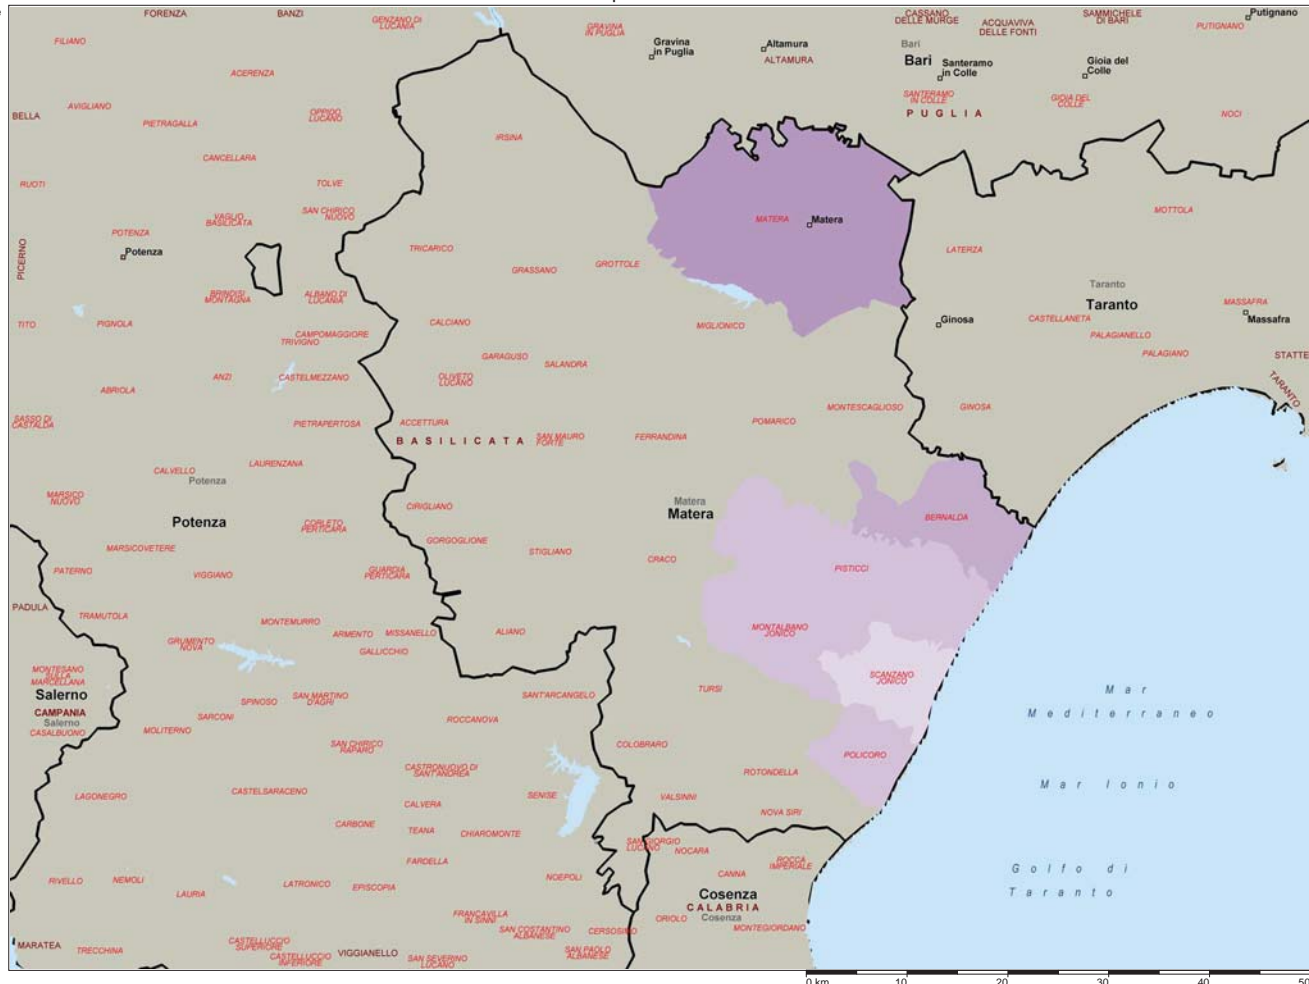 FORENZA
BANZI
GENZANO DI
LUCANIA
GRAVINA
IN PUGLIA
CASSANO
DELLE MURGE
ACQUAVIVA
DELLE FONTI
SAMMICHELE
DI BARI
PUTIGNANO
Putignano
FILIANO
Gravina
in Puglia
Altamura
ALTAMURA
Bari
Bari
Santeramo
in Colle
Gioia del
Colle
ACERENZA
SANTERAMO
IN COLLE
GIOIA DEL
COLLE
PUGLIA
NOCI
AVIGLIANO
BELLA
PIETRAGALLA
OPPIDO
LUCANO
IRSINA
CANCELLARA
RUOTI
TOLVE
SAN CHIRICO
NUOVO
VAGLIO
BASILICATA
POTENZA
Potenza
PICERNO
TRICARICO
GRASSANO
GROTTOLE
MATERA
Matera
MOTTOLA
LATERZA
Taranto
Taranto
BRINDISI
MONTAGNA
ALBANO DI
LUCANIA
MASSAFRA
Massafra
TITO
PIGNOLA
CAMPOMAGGIORE
TRIVIGNO
CALCIANO
MIGLIONICO
Ginosa
CASTELLANETA
PALAGIANELLO
PALAGIANO
STATTE
TARANTO
GARAGUSO
SALANDRA
ABRIOLA
ANZI
CASTELMEZZANO
OLIVETO
LUCANO
SASSO DI
CASTALDA
PIETRAPERTOSA
ACCETTURA
BASILICATA
SAN MAURO
FORTE
FERRANDINA
POMARICO
MONTESCAGLIOSO
GINOSA
CALVELLO
LAURENZANA
Potenza
Potenza
MARSICO
NUOVO
CORLETO
PERTICARA
CIRIGLIANO
Matera
Matera
BERNALDA
GORGOGLIONE
STIGLIANO
CRACO
PISTICCI
MARSICOVETERE
PATERNO
VIGGIANO
GUARDIA
PERTICARA
PADULA
TRAMUTOLA
MONTEMURRO
ARMENTO
MISSANELLO
ALIANO
MONTALBANO
JONICO
GRUMENTO
NOVA
GALLICCHIO
MONTESANO
SULLA
MARCELLANA
Salerno
CAMPANIA
Salerno
CASALBUONO
SCANZANO
JONICO
SPINOSO
SAN MARTINO
D'AGRI
SANT'ARCANGELO
TURSI
Mar
Mediterraneo
SARCONI
MOLITERNO
ROCCANOVA
SAN CHIRICO
RAPARO
COLOBRARO
POLICORO
CASTRONUOVO DI
SANT'ANDREA
ROTONDELLA
Mar Ionio
LAGONEGRO
CASTELSARACENO
CALVERA
SENISE
VALSINNI
NOVA SIRI
CARBONE
TEANA
CHIAROMONTE
SAN GIORGIO
LUCANO
NOCARA
ROCCA
IMPERIALE
FARDELLA
Golfo di
Taranto
RIVELLO
NEMOLI
LAURIA
LATRONICO
EPISCOPIA
NOEPOLI
CANNA
Cosenza
CALABRIA
Cosenza
ORIOLO
MONTEGIORDANO
FRANCAVILLA
IN SINNI
SAN COSTANTINO
ALBANESE
CERSOSIMO
MARATEA
TRECCHINA
CASTELLUCCIO
SUPERIORE
CASTELLUCCIO
INFERIORE
VIGGIANELLO
SAN SEVERINO
LUCANO
SAN PAOLO
ALBANESE
0 km
10
20
30
40
50